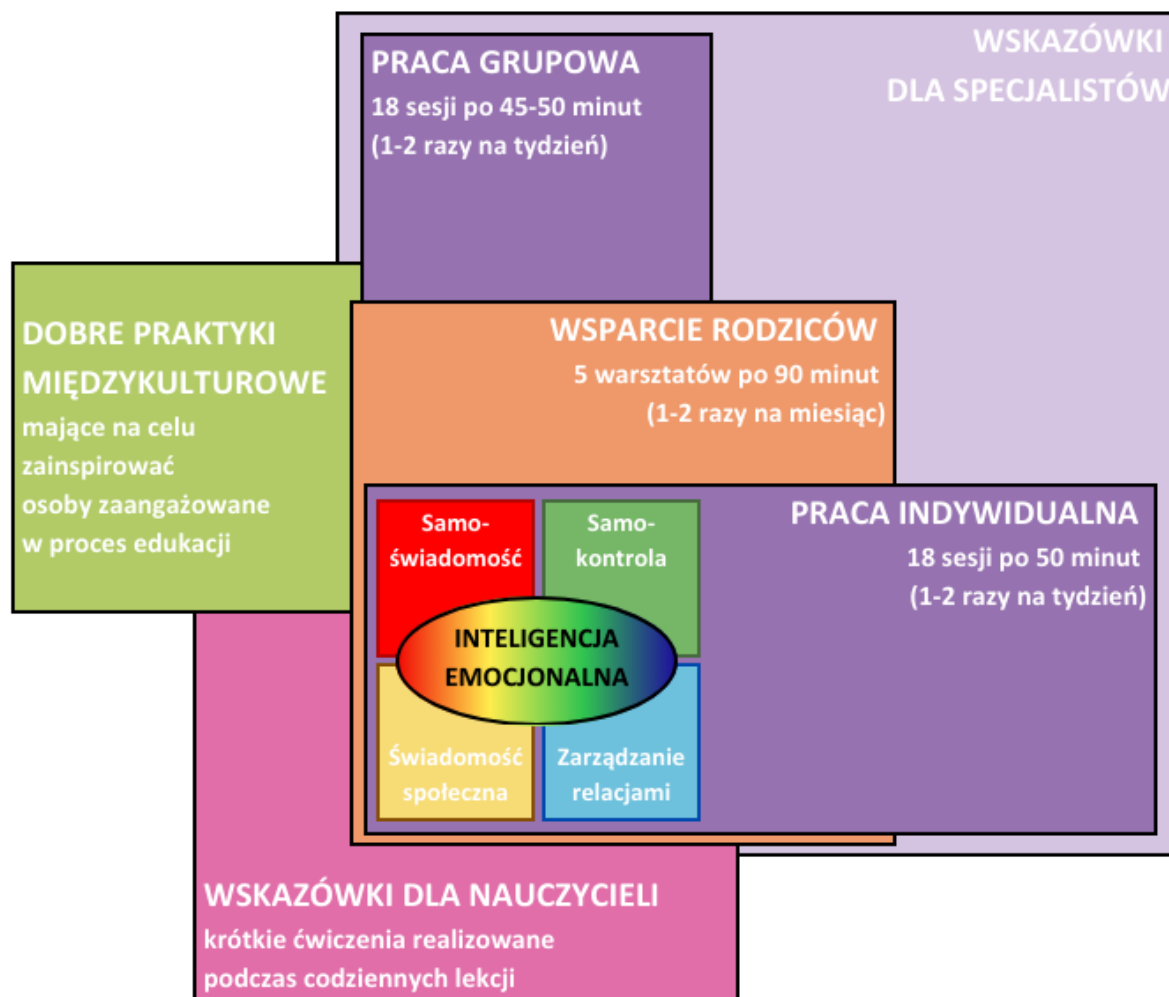 WSKAZÓWKI
DLA SPECJALISTÓW
PRACA GRUPOWA
18 sesji po 45-50 minut
(1-2 razy na tydzień)
DOBRE PRAKTYKI
MIĘDZYKULTUROWE
mające na celu
zainspirować
osoby zaangażowane
w proces edukacji
WSPARCIE RODZICÓW
5 warsztatów po 90 minut
(1-2 razy na miesiąc)
PRACA INDYWIDUALNA
18 sesji po 50 minut
(1-2 razy na tydzień)
Samo-
świadomość
Samo-
kontrola
INTELIGENCJA
EMOCJONALNA
Świadomość
społeczna
Zarządzanie
relacjami
WSKAZÓWKI DLA NAUCZYCIELI
krótkie ćwiczenia realizowane
podczas codziennych lekcji